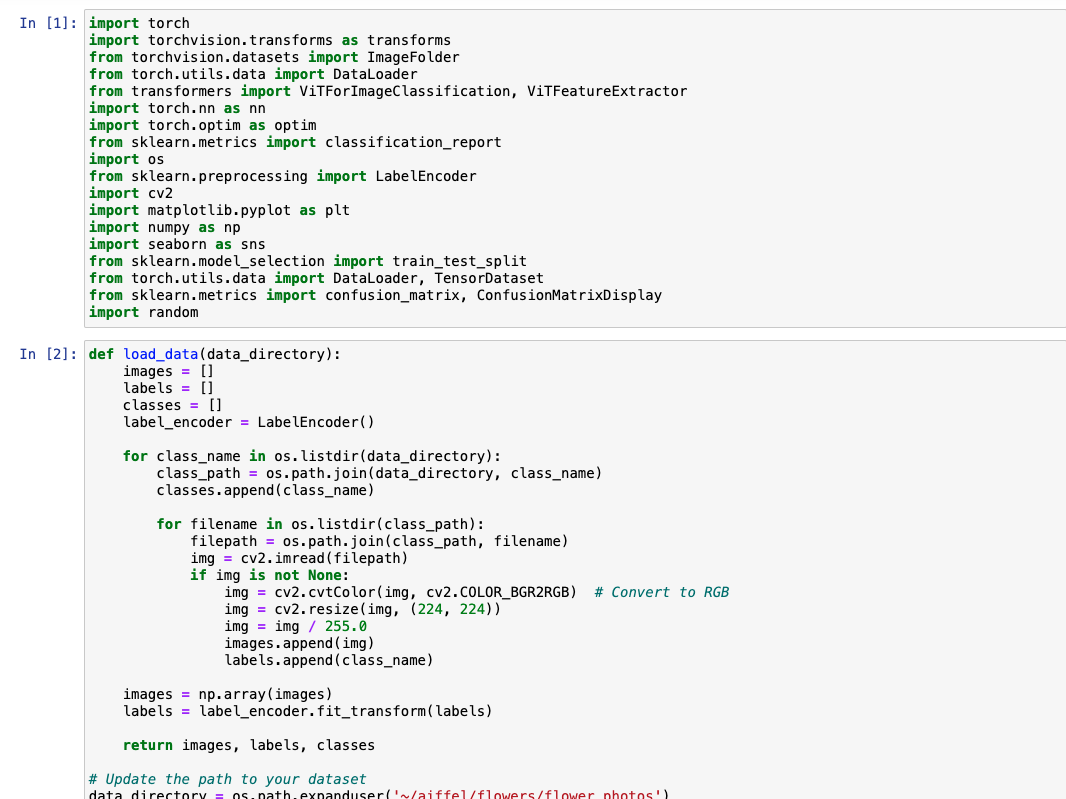 In [1]: import torch
import torchvision.transforms as transforms
from torchvision.datasets import ImageFolder
from torch.utils.data import DataLoader
from transformers import ViTForImageClassification, ViTFeatureExtractor
import torch.nn as nn
import torch.optim as optim
from sklearn.metrics import classification_report
import os
from sklearn.preprocessing import LabelEncoder
import cv2
import matplotlib.pyplot as plt
import numpy as np
import seaborn as sns
from sklearn.model_selection import train_test_split
from torch.utils.data import DataLoader, TensorDataset
from sklearn.metrics import confusion_matrix, ConfusionMatrixDisplay
import random
In [2]: def load_data(data_directory):
    images = []
    labels = []
    classes = []
    label_encoder = LabelEncoder()
    for class_name in os.listdir(data_directory):
        class_path = os.path.join(data_directory, class_name)
        classes.append(class_name)
        for filename in os.listdir(class_path):
            filepath = os.path.join(class_path, filename)
            img = cv2.imread(filepath)
            if img is not None:
                img = cv2.cvtColor(img, cv2.COLOR_BGR2RGB)  # Convert to RGB
                img = cv2.resize(img, (224, 224))
                img = img / 255.0
                images.append(img)
                labels.append(class_name)
    images = np.array(images)
    labels = label_encoder.fit_transform(labels)
    return images, labels, classes
# Update the path to your dataset
data_directory = os.path.expanduser('~/aiffel/flowers/flower_photos')